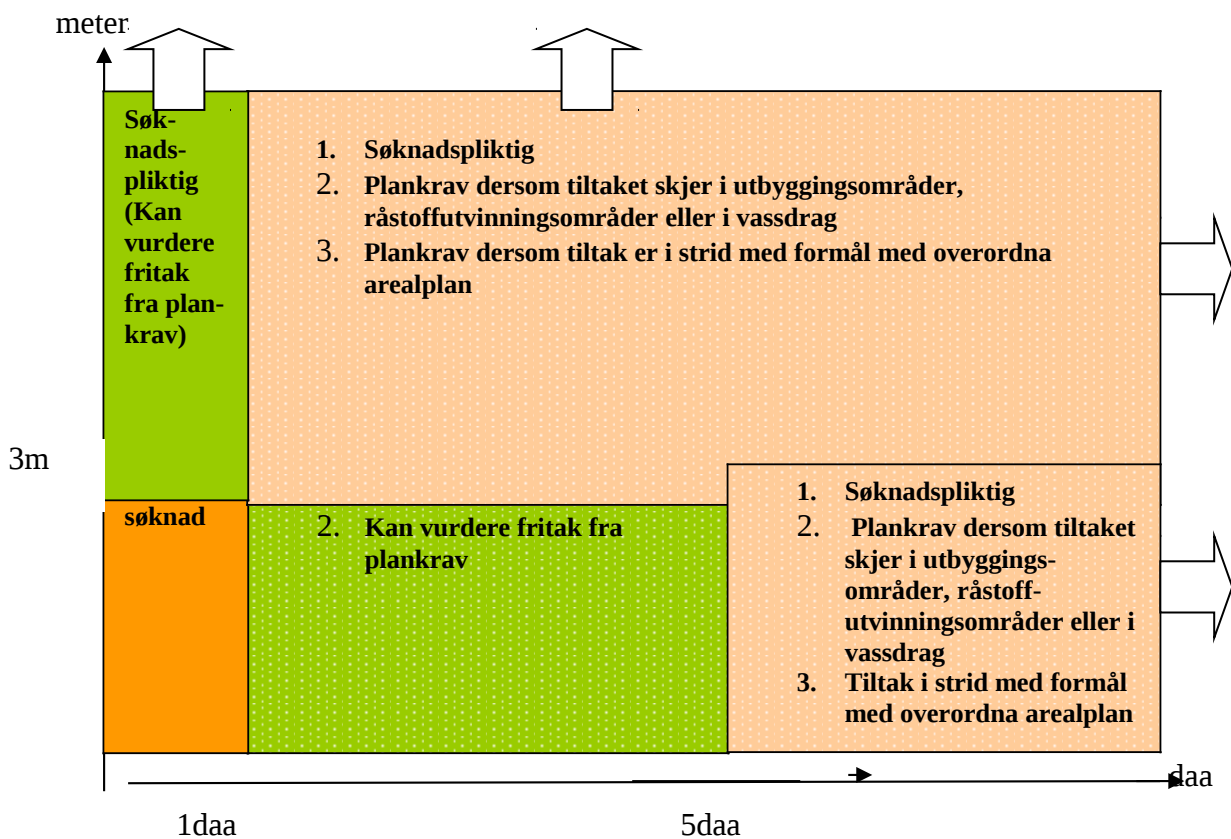 meter
Søk-
nads-
pliktig
(Kan
vurdere
fritak
fra plan-
krav)
1. Søknadspliktig
2. Plankrav dersom tiltaket skjer i utbyggingsområder,
råstoffutvinningsområder eller i vassdrag
3. Plankrav dersom tiltak er i strid med formål med overordna
arealplan
3m
søknad
2. Kan vurdere fritak fra
plankrav
1. Søknadspliktig
2. Plankrav dersom tiltaket
skjer i utbyggings-
områder, råstoff-
utvinningsområder eller i
vassdrag
3. Tiltak i strid med formål
med overordna arealplan
daa
1daa
5daa